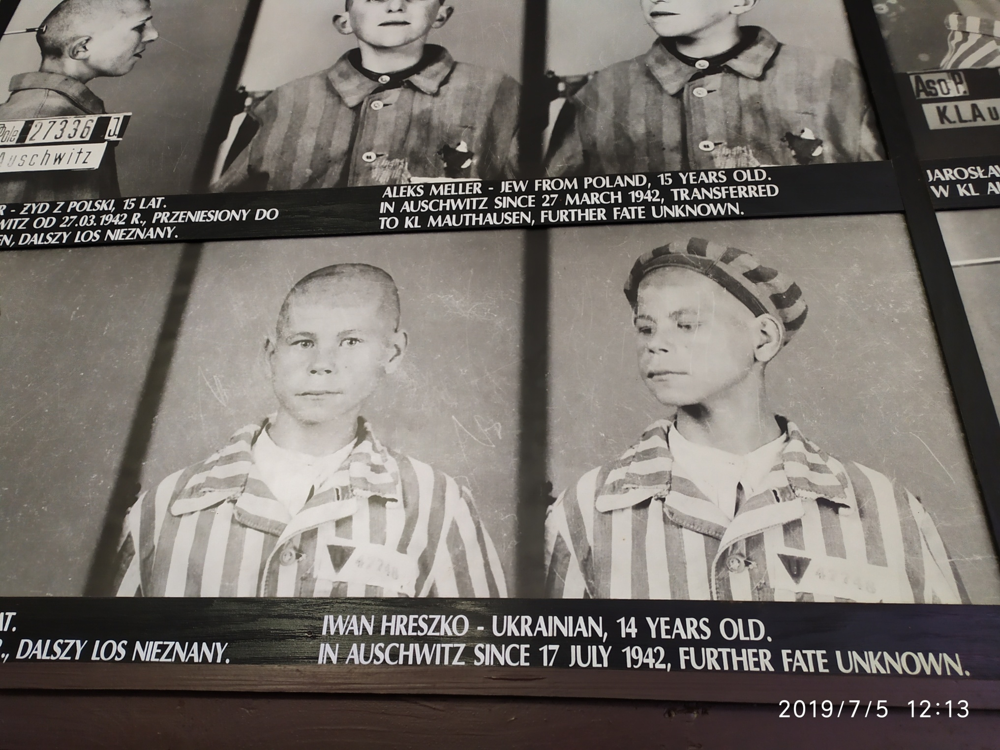 Pole 27336 J.
Auschwitz
Aso P.
K.L.Au
ALEKS MELLER - JEW FROM POLAND, 15 YEARS OLD.
IN AUSCHWITZ SINCE 27 MARCH 1942, TRANSFERRED
TO KL MAUTHAUSEN, FURTHER FATE UNKNOWN.
R - ŻYD Z POLSKI, 15 LAT.
WITZ OD 27.03.1942 R., PRZENIESIONY DO
EN, DALSZY LOS NIEZNANY.
JAROSŁAW
W KL AU
47746
47746
AT.
R., DALSZY LOS NIEZNANY.
IWAN HRESZKO - UKRAINIAN, 14 YEARS OLD.
IN AUSCHWITZ SINCE 17 JULY 1942, FURTHER FATE UNKNOWN.
2019/7/5 12:13